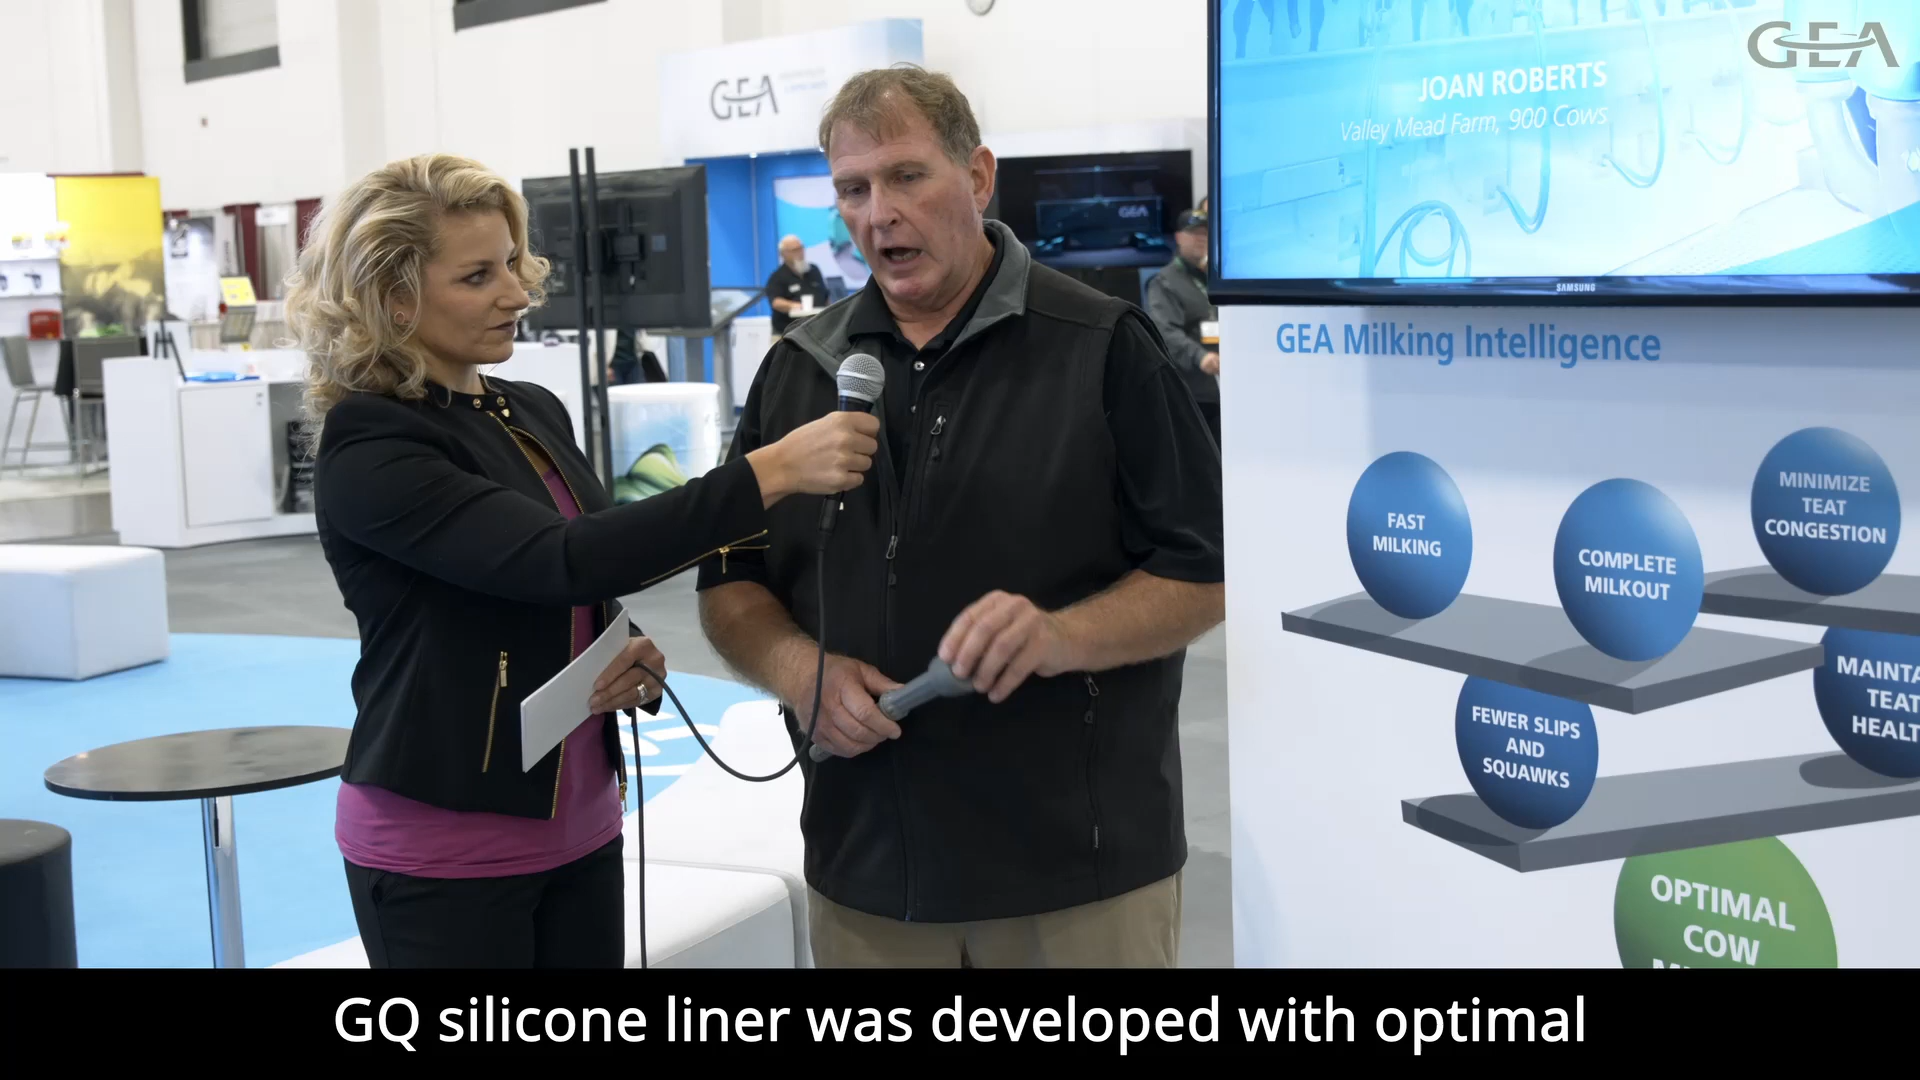 GEA
JOAN ROBERTS
Valley Mead Farm, 900 Cows
GEA
GEA
SAMSUNG
GEA Milking Intelligence
FAST
MILKING
COMPLETE
MILKOUT
MINIMIZE
TEAT
CONGESTION
FEWER SLIPS
AND
SQUAWKS
MAINTA
TEAT
HEALT
OPTIMAL
COW
GQ silicone liner was developed with optimal